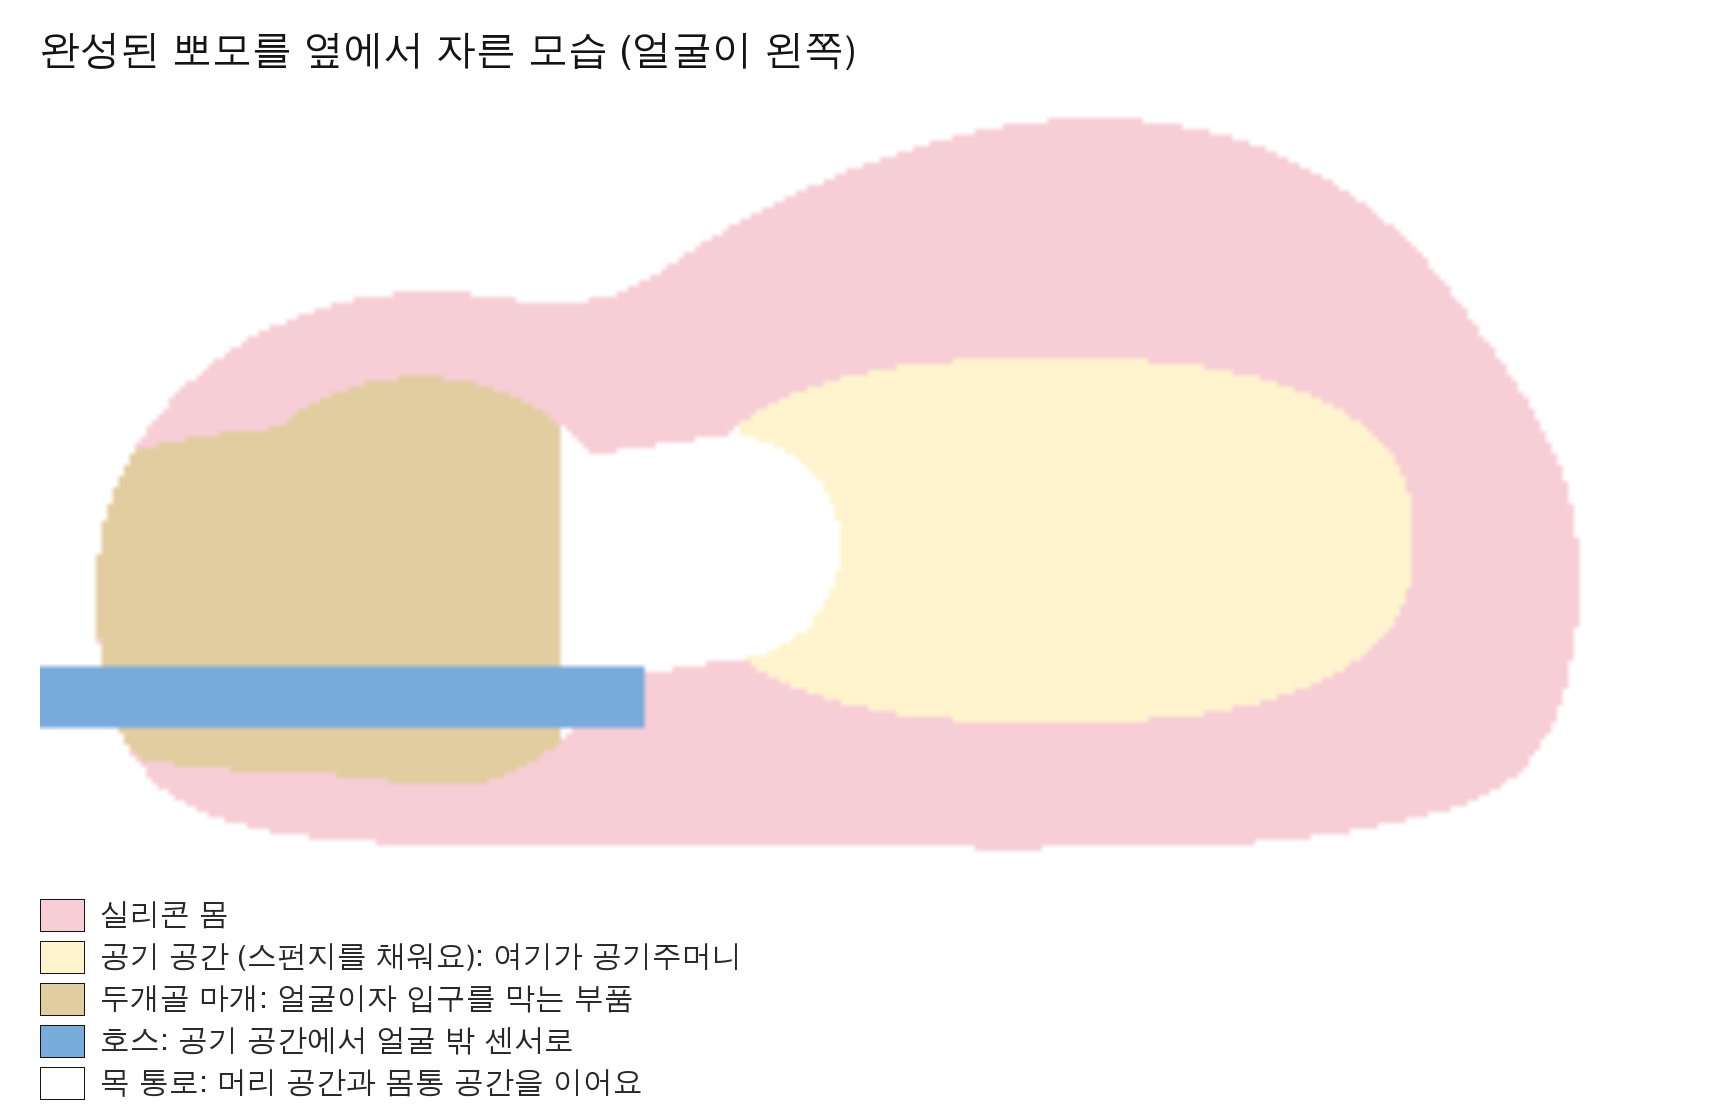 완성된 뽀모를 옆에서 자른 모습 (얼굴이 왼쪽)
실리콘 몸
공기 공간 (스펀지를 채워요): 여기가 공기주머니
두개골 마개: 얼굴이자 입구를 막는 부품
호스: 공기 공간에서 얼굴 밖 센서로
목 통로: 머리 공간과 몸통 공간을 이어요